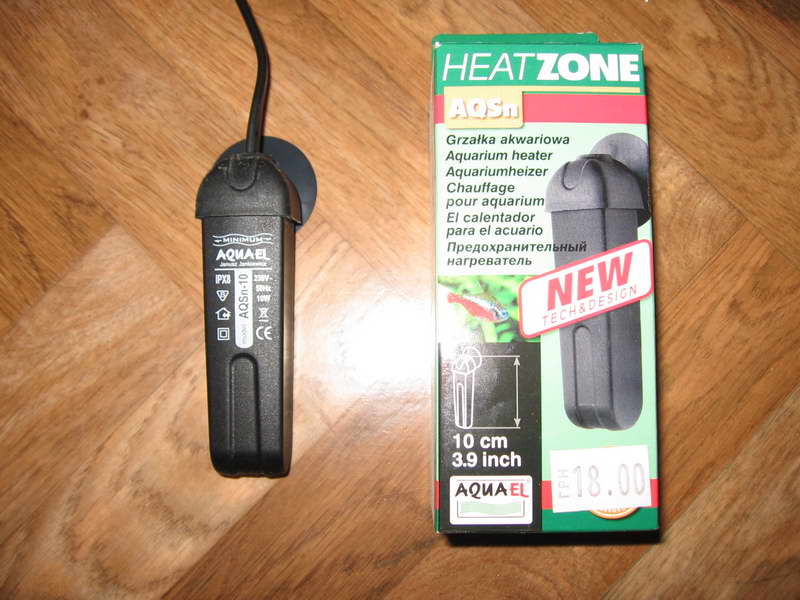 MINIMUM
AQUAEL
Janusz Jankiewicz
IPX8
230V~
50Hz
10W
model: AQSn-10
CE
HEATZONE
AQSn
Grzałka akwariowa
Aquarium heater
Aquariumheizer
Chauffage
pour aquarium
El calentador
para el acuario
Предохранительный
нагреватель
NEW
TECH&DESIGN
10 cm
3.9 inch
AQUAEL
ГРН 18.00